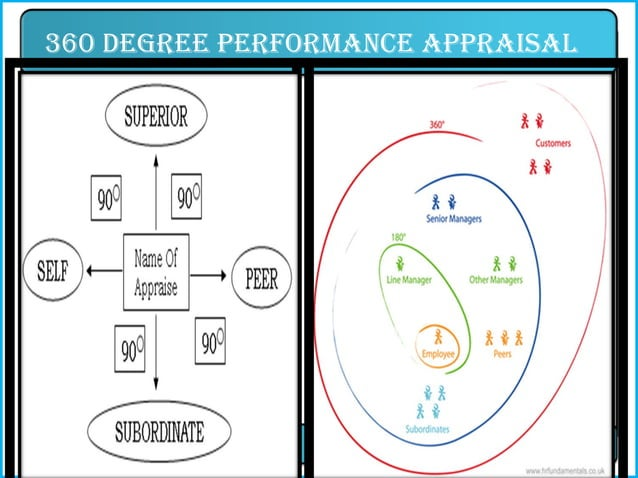 360 DEGREE PERFORMANCE APPRAISAL
SUPERIOR
90°
90°
SELF
Name Of
Appraise
PEER
90°
90°
SUBORDINATE
360°
Customers
Senior Managers
180°
Line Manager
Other Managers
Employee
Peers
Subordinates
www.hrfundamentals.co.uk